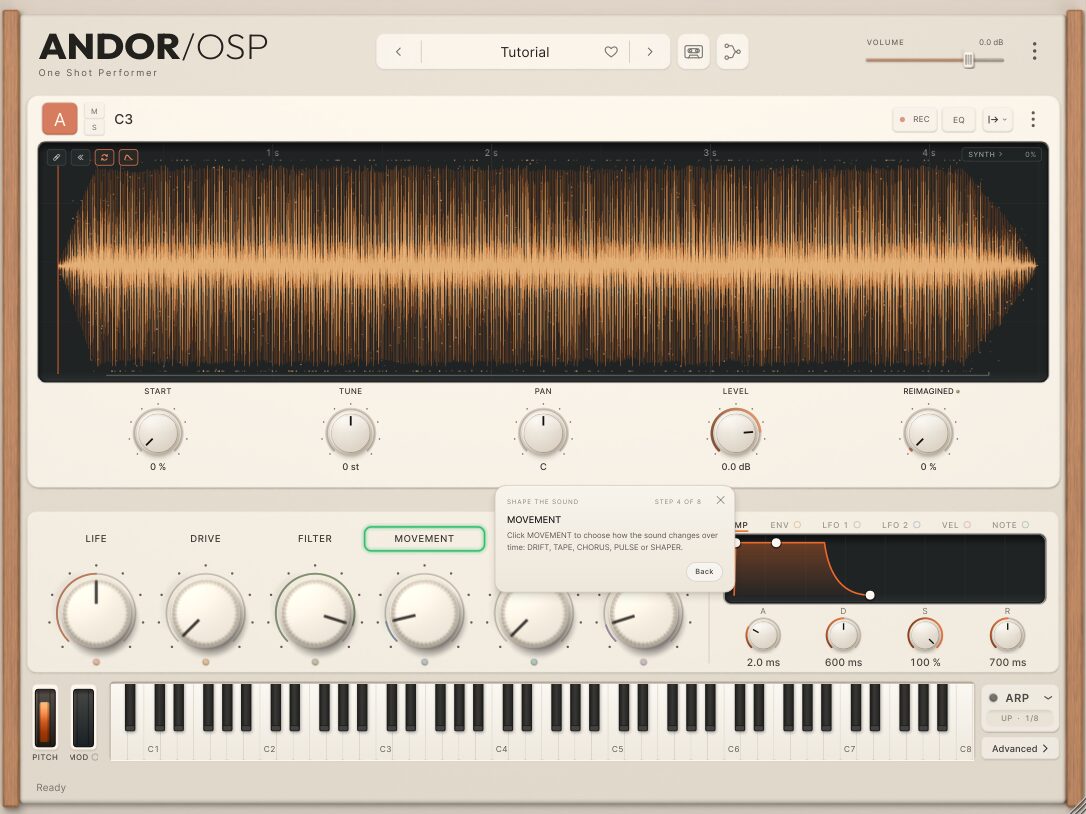 ANDOR/OSP
One Shot Performer
Tutorial
VOLUME 0.0 dB
A
M
S
C3
REC
EQ
1 s 2 s 3 s 4 s
SYNTH > 0%
START TUNE PAN LEVEL REIMAGINED
0 % 0 st C 0.0 dB 0 %
SHAPE THE SOUND STEP 4 OF 8
MOVEMENT
Click MOVEMENT to choose how the sound changes over
time: DRIFT, TAPE, CHORUS, PULSE or SHAPER.
Back
LIFE DRIVE FILTER MOVEMENT
MP ENV LFO 1 LFO 2 VEL NOTE
A D S R
2.0 ms 600 ms 100 % 700 ms
PITCH MOD
C1 C2 C3 C4 C5 C6 C7 C8
ARP
UP · 1/8
Advanced >
Ready